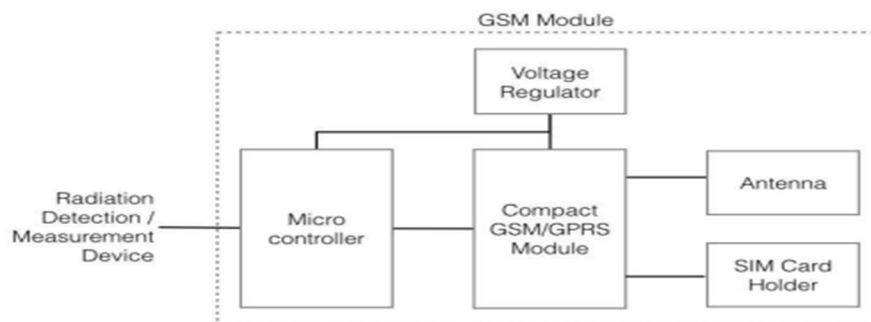 GSM Module
Voltage
Regulator
Radiation
Detection /
Measurement
Device
Micro
controller
Compact
GSM/GPRS
Module
Antenna
SIM Card
Holder